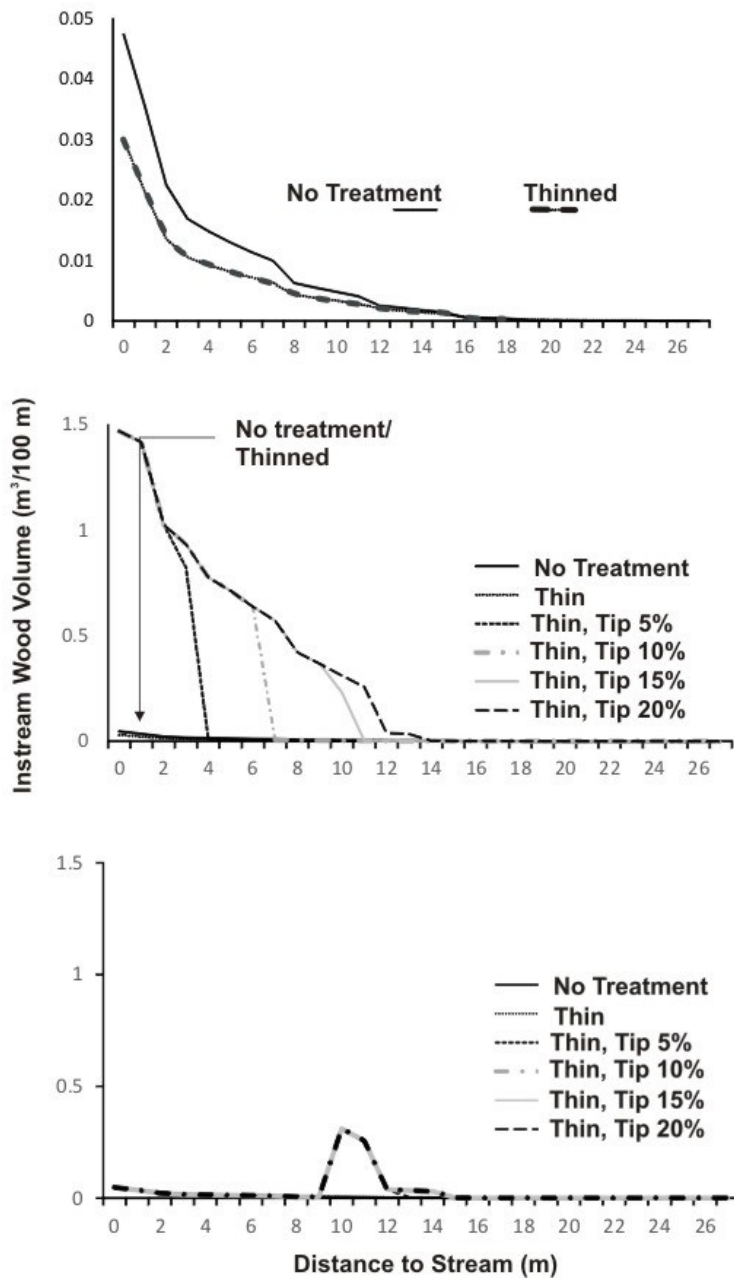 0.05
0.04
0.03
0.02
0.01
0
No Treatment Thinned
0 2 4 6 8 10 12 14 16 18 20 22 24 26
Instream Wood Volume (m³/100 m)
1.5
1
0.5
0
No treatment/
Thinned
No Treatment
Thin
Thin, Tip 5%
Thin, Tip 10%
Thin, Tip 15%
Thin, Tip 20%
0 2 4 6 8 10 12 14 16 18 20 22 24 26
1.5
1
0.5
0
No Treatment
Thin
Thin, Tip 5%
Thin, Tip 10%
Thin, Tip 15%
Thin, Tip 20%
0 2 4 6 8 10 12 14 16 18 20 22 24 26
Distance to Stream (m)